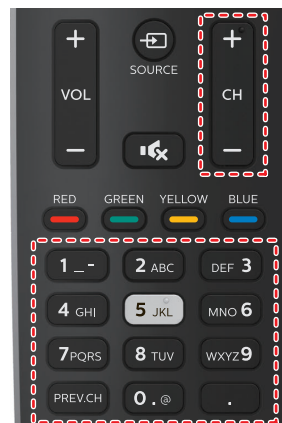 + +
SOURCE
VOL CH
— —
RED GREEN YELLOW BLUE
1 _- 2 ABC DEF 3
4 GHI 5 JKL MNO 6
7PQRS 8 TUV WXYZ9
PREV.CH 0.@ .